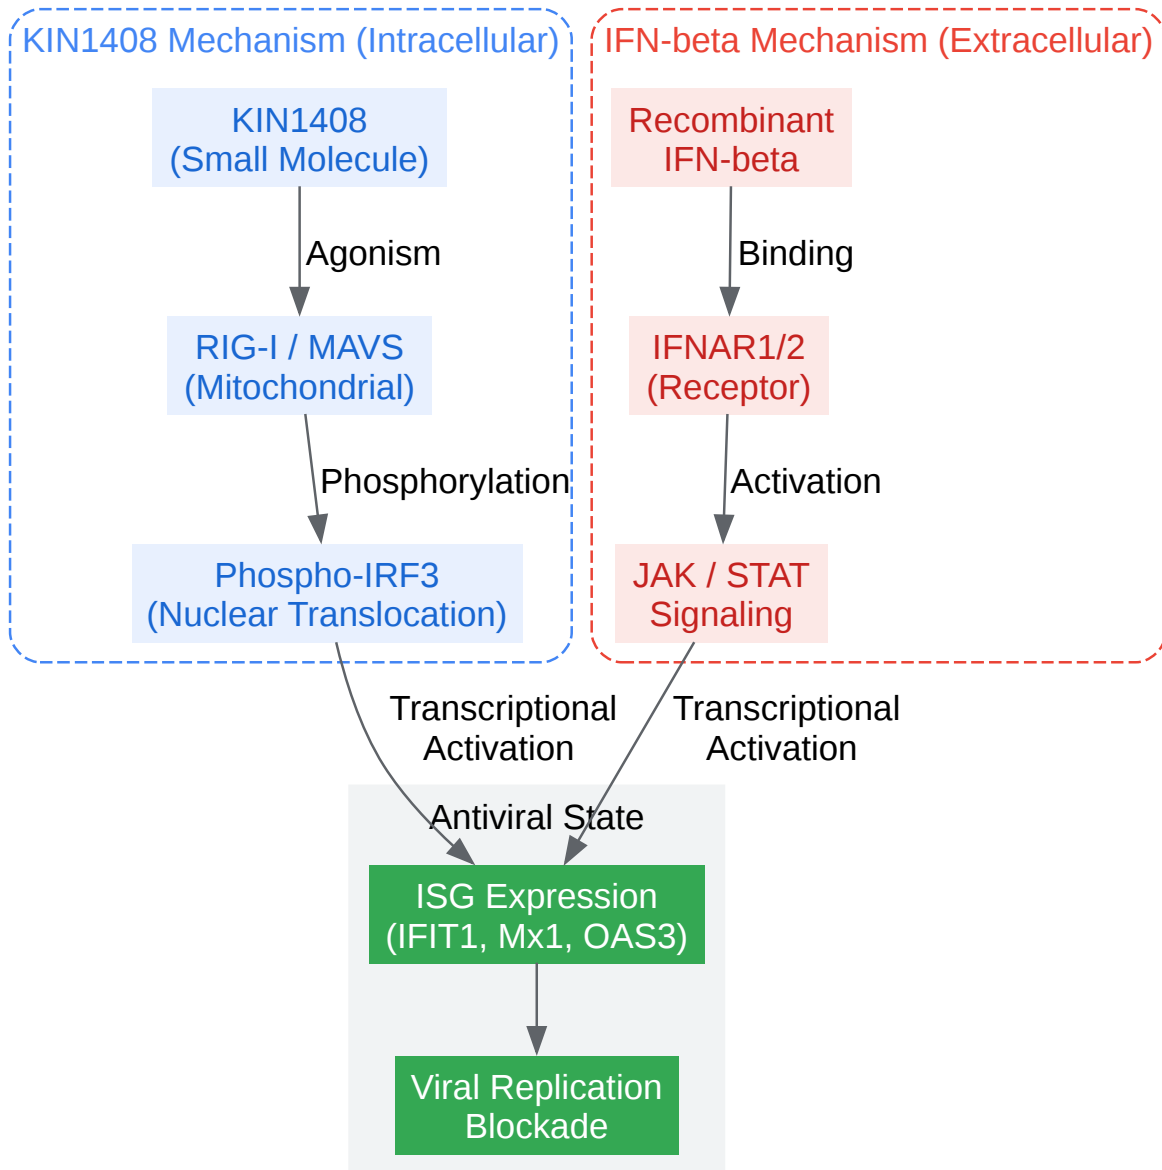 KIN1408 Mechanism (Intracellular)
KIN1408
(Small Molecule)
Agonism
RIG-I / MAVS
(Mitochondrial)
Phosphorylation
Phospho-IRF3
(Nuclear Translocation)
IFN-beta Mechanism (Extracellular)
Recombinant
IFN-beta
Binding
IFNAR1/2
(Receptor)
Activation
JAK / STAT
Signaling
Transcriptional
Activation
Transcriptional
Activation
Antiviral State
ISG Expression
(IFIT1, Mx1, OAS3)
Viral Replication
Blockade